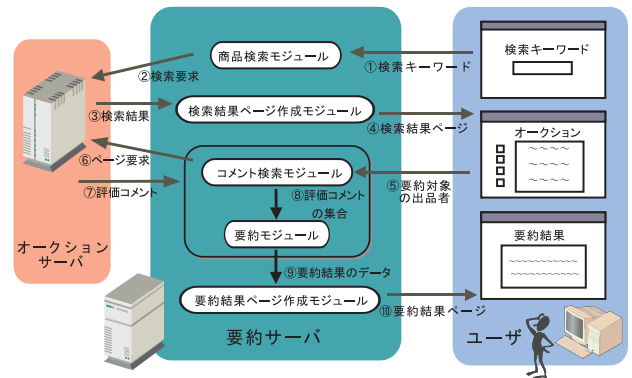 商品検索モジュール
検索キーワード
①検索キーワード
②検索要求
検索結果ページ作成モジュール
③検索結果
④検索結果ページ
オークション
⑥ページ要求
コメント検索モジュール
⑦評価コメント
⑧評価コメント
の集合
⑤要約対象
の出品者
要約モジュール
要約結果
オークション
サーバ
⑨要約結果のデータ
要約結果ページ作成モジュール
⑩要約結果ページ
要約サーバ
ユーザ